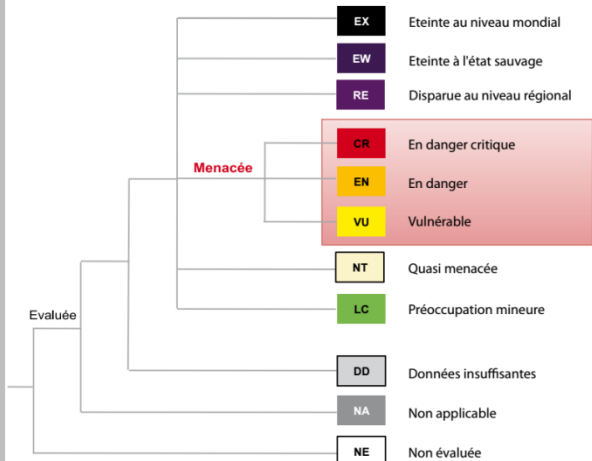 EX Eteinte au niveau mondial
EW Eteinte à l'état sauvage
RE Disparue au niveau régional
CR En danger critique
Menacée
EN En danger
VU Vulnérable
NT Quasi menacée
LC Préoccupation mineure
Evaluée
DD Données insuffisantes
NA Non applicable
NE Non évaluée